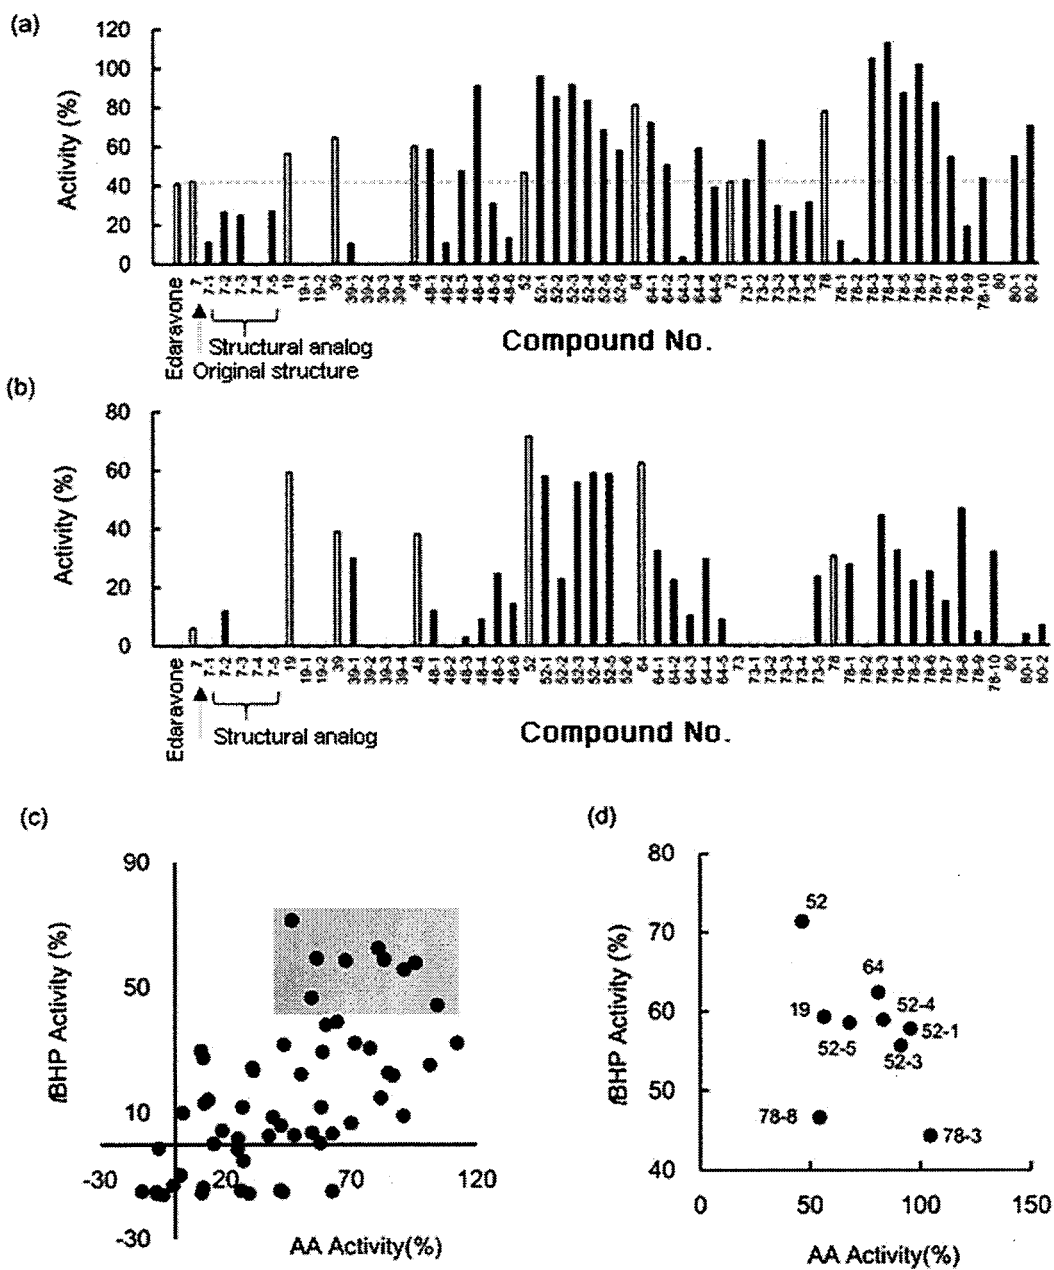 (a)
120
100
80
60
40
20
0
Activity (%)
Edaravone 7 7-1 7-2 7-3 7-4 7-5 19 19-1 19-2 39 39-1 39-2 39-3 39-4 48 48-1 48-2 48-3 48-4 48-5 48-6 52 52-1 52-2 52-3 52-4 52-5 52-6 64 64-1 64-2 64-3 64-4 64-5 73 73-1 73-2 73-3 73-4 73-5 78 78-1 78-2 78-3 78-4 78-5 78-6 78-7 78-8 78-9 78-10 80 80-1 80-2
Structural analog
Original structure
Compound No.
(b)
80
60
40
20
0
Activity (%)
Edaravone 7 7-1 7-2 7-3 7-4 7-5 19 19-1 19-2 39 39-1 39-2 39-3 39-4 48 48-1 48-2 48-3 48-4 48-5 48-6 52 52-1 52-2 52-3 52-4 52-5 52-6 64 64-1 64-2 64-3 64-4 64-5 73 73-1 73-2 73-3 73-4 73-5 78 78-1 78-2 78-3 78-4 78-5 78-6 78-7 78-8 78-9 78-10 80 80-1 80-2
Structural analog
Compound No.
(c)
90
50
10
-30
-30 20 70 120
tBHP Activity (%)
AA Activity(%)
(d)
80
70
60
50
40
0 50 100 150
tBHP Activity (%)
52
64
19
52-4
52-1
52-5
52-3
78-8
78-3
AA Activity(%)